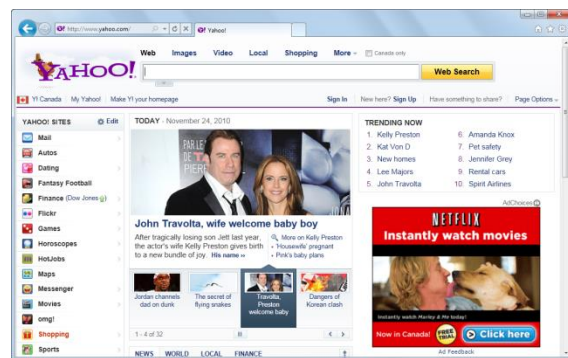 http://www.yahoo.com/
Y! Yahoo!
Web Images Video Local Shopping More Canada only
YAHOO!
Web Search
Y! Canada My Yahoo! Make Y! your homepage
Sign In New here? Sign Up Have something to share? Page Options
YAHOO! SITES Edit
Mail
Autos
Dating
Fantasy Football
Finance (Dow Jones)
Flickr
Games
Horoscopes
HotJobs
Maps
Messenger
Movies
omg!
Shopping
Sports
TODAY - November 24, 2010
John Travolta, wife welcome baby boy
After tragically losing son Jett last year,
the actor's wife Kelly Preston gives birth
to a new bundle of joy. His name »
More on Kelly Preston
• 'Housewife' pregnant
• Pink's baby plans
Jordan channels
dad on dunk
The secret of
flying snakes
Travolta,
Preston
welcome baby
Dangers of
Korean clash
1 - 4 of 32
NEWS WORLD LOCAL FINANCE
TRENDING NOW
1. Kelly Preston
2. Kat Von D
3. New homes
4. Lee Majors
5. John Travolta
6. Amanda Knox
7. Pet safety
8. Jennifer Grey
9. Rental cars
10. Spirit Airlines
AdChoices
NETFLIX
Instantly watch movies
Instantly watch Marley & Me today!
Now in Canada! FREE TRIAL Click here
Ad Feedback